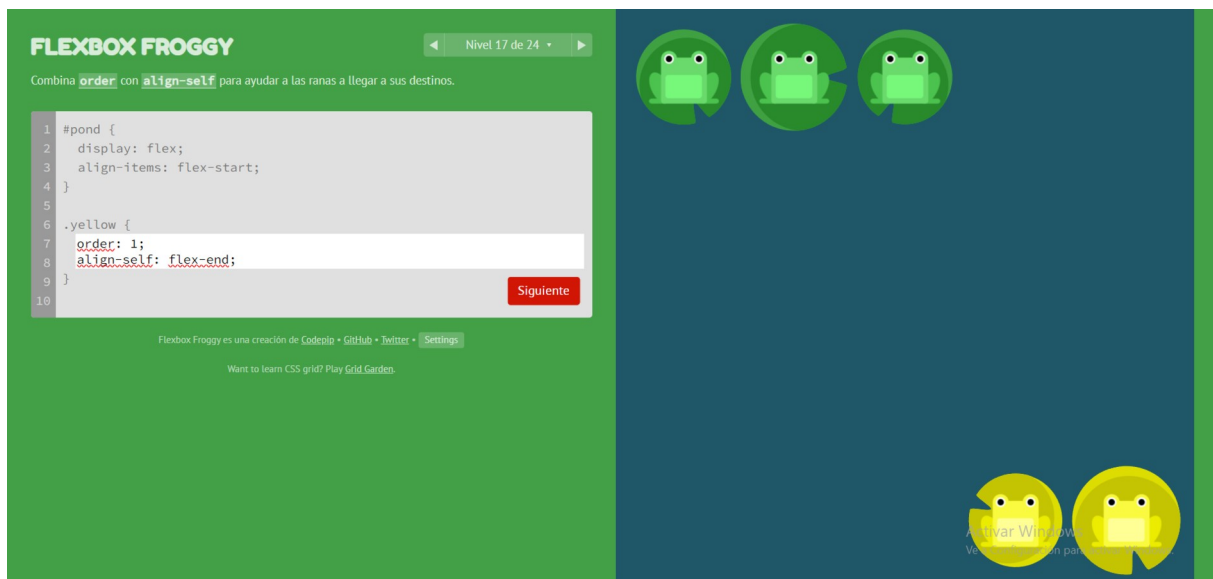 FLEXBOX FROGGY
◀ Nivel 17 de 24 ▾ ▶
Combina order con align-self para ayudar a las ranas a llegar a sus destinos.
1 #pond {
2 display: flex;
3 align-items: flex-start;
4 }
5
6 .yellow {
7 order: 1;
8 align-self: flex-end;
9 }
10
Siguiente
Flexbox Froggy es una creación de Codepip • GitHub • Twitter • Settings
Want to learn CSS grid? Play Grid Garden.
Activar Windows
Ve